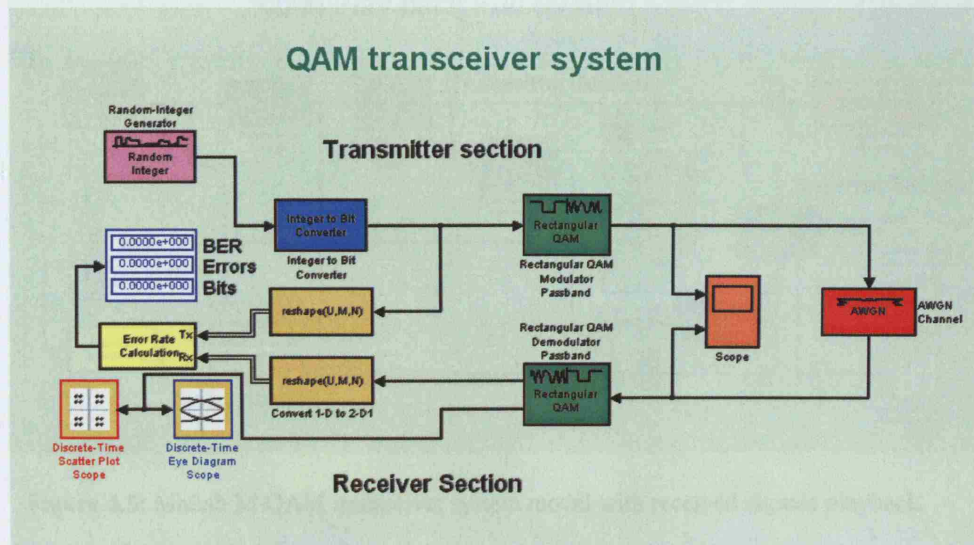 QAM transceiver system
Random-Integer
Generator
Random
Integer
Transmitter section
Integer to Bit
Converter
Integer to Bit
Converter
Rectangular
QAM
Rectangular QAM
Modulator
Passband
0.0000e+000
0.0000e+000
0.0000e+000
BER
Errors
Bits
reshape(U,M,N)
Scope
AWGN
AWGN
Channel
Error Rate
Calculation
Tx
Rx
reshape(U,M,N)
Convert 1-D to 2-D1
Rectangular QAM
Demodulator
Passband
Rectangular
QAM
Discrete-Time
Scatter Plot
Scope
Discrete-Time
Eye Diagram
Scope
Receiver Section